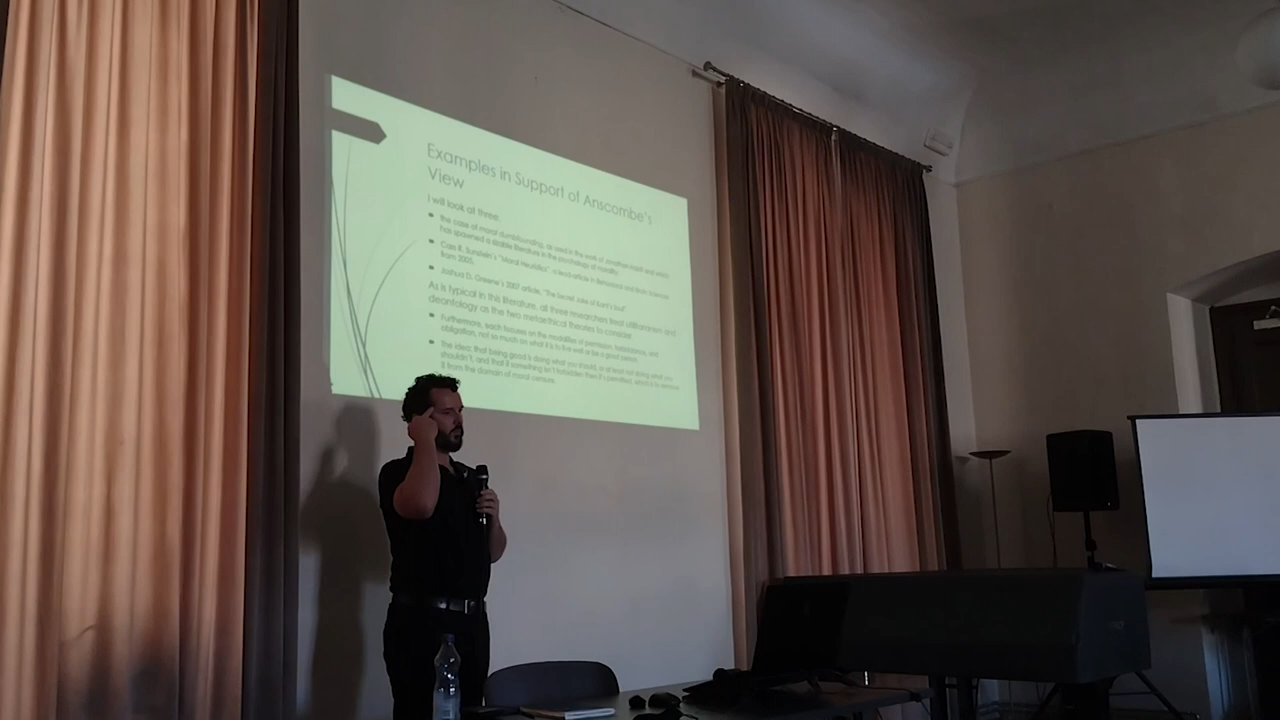 Examples in Support of Anscombe's
View
I will look at three:
the case of moral dumbfounding, as used in the work of Jonathan Haidt and which
has spawned a sizable literature in the psychology of morality;
Cass R. Sunstein's "Moral Heuristics", a lead article in Behavioral and Brain Sciences
from 2005.
Joshua D. Greene's 2007 article, "The Secret Joke of Kant's Soul"
As is typical in this literature, all three researchers treat utilitarianism and
deontology as the two metaethical theories to consider.
Furthermore, each focuses on the modalities of permission, forbiddance, and
obligation, not so much on what it is to live well or be a good person
The idea: that being good is doing what you should, or at least not doing what you
shouldn't, and that if something isn't forbidden then it's permitted, which is to remove
it from the domain of moral censure.